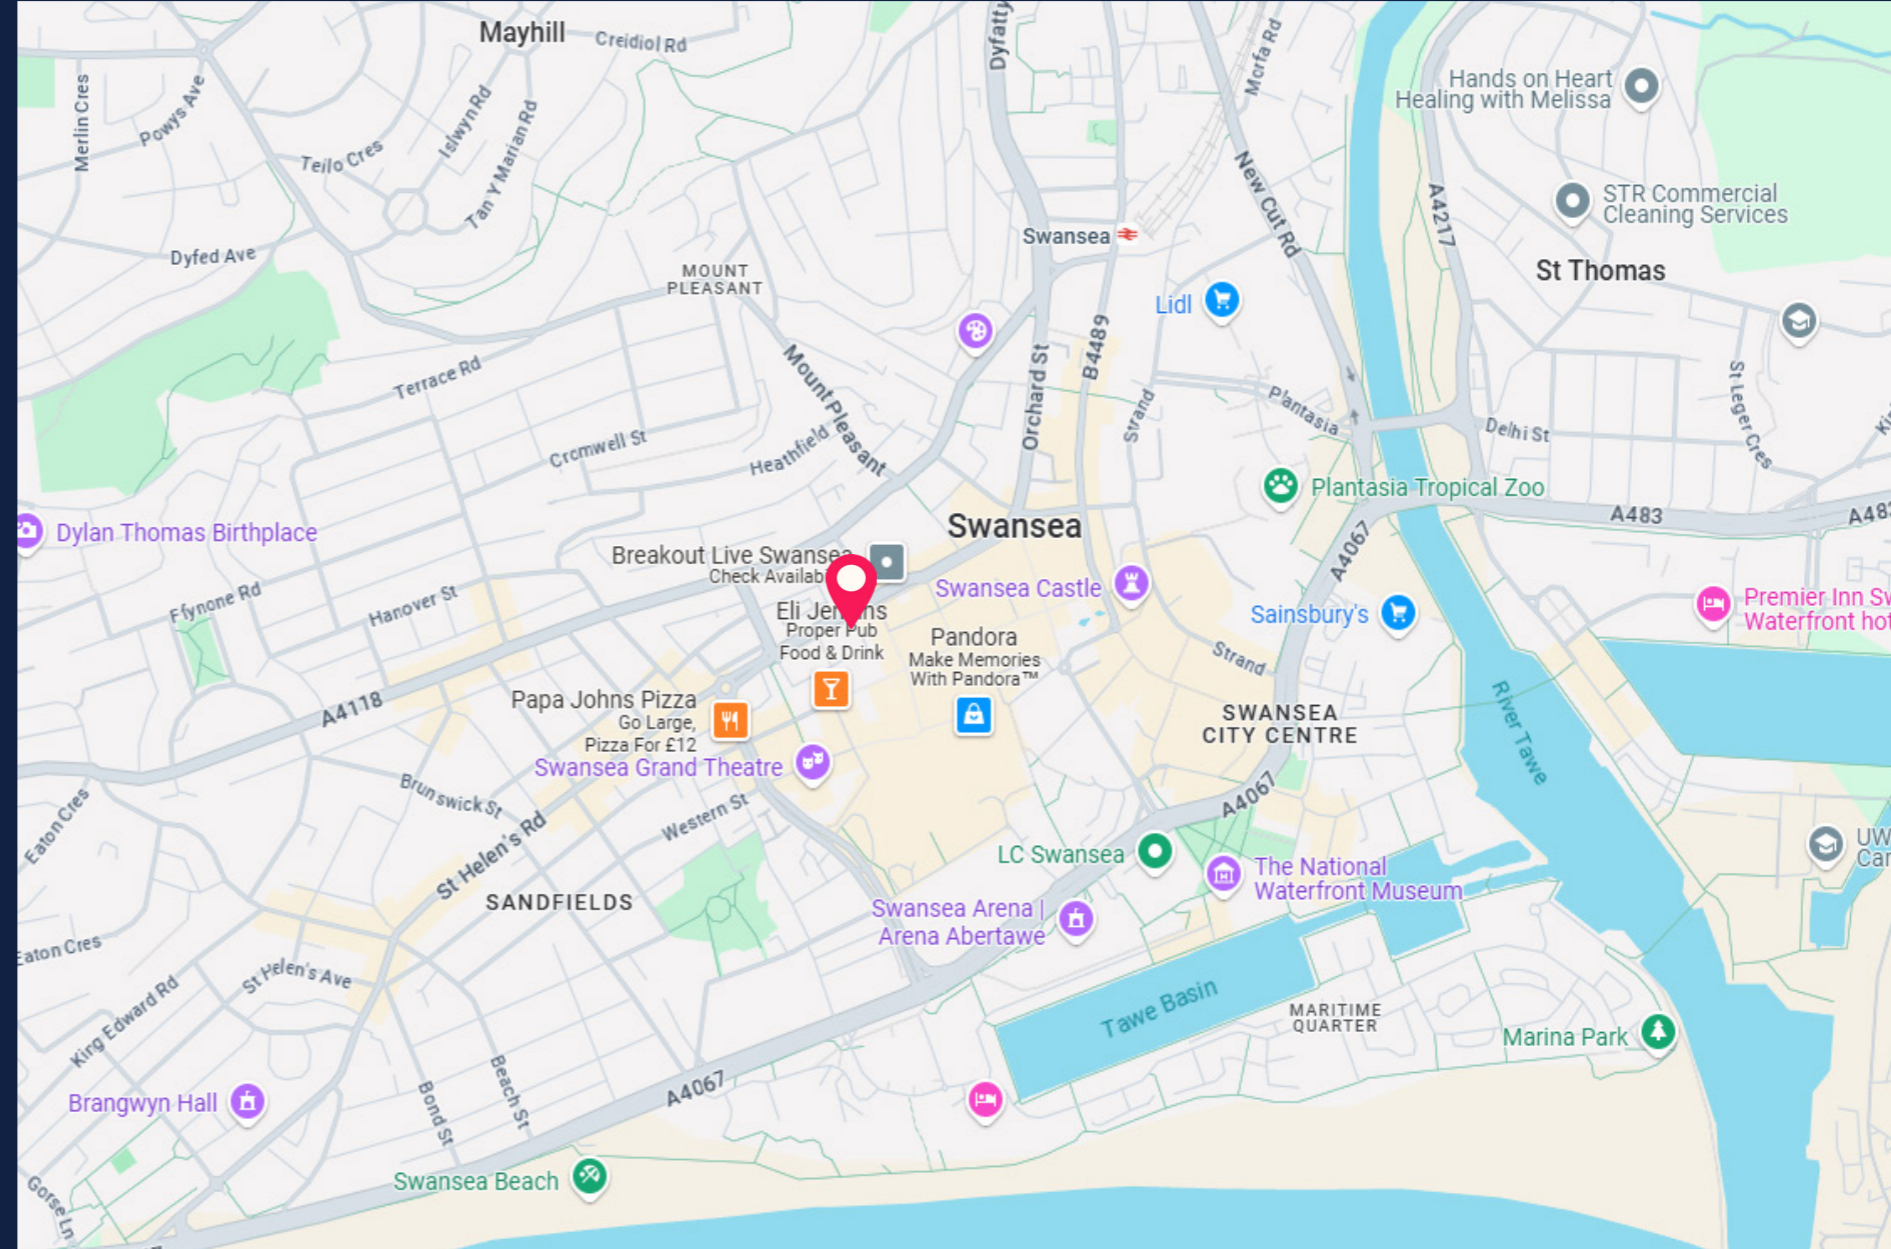 Mayhill
Creidiol Rd
Dyfatty
Morfa Rd
Merlin Cres
Powys Ave
Islwyn Rd
Teilo Cres
Tan Y Marian Rd
New Cut Rd
Hands on Heart
Healing with Melissa
STR Commercial
Cleaning Services
A4217
St Thomas
Dyfed Ave
MOUNT
PLEASANT
Swansea
Lidl
B4489
Orchard St
Mount Pleasant
Terrace Rd
Cromwell St
Heathfield
Strand
Plantasia
Delhi St
St Leger Cres
Plantasia Tropical Zoo
A483
A483
Dylan Thomas Birthplace
Swansea
Breakout Live Swansea
Check Availab
Swansea Castle
A4067
Sainsbury's
Premier Inn Sw
Waterfront hot
Ffynone Rd
Hanover St
Eli Jenkins
Proper Pub
Food & Drink
Pandora
Make Memories
With Pandora™
Strand
A4118
Papa Johns Pizza
Go Large,
Pizza For £12
Swansea Grand Theatre
SWANSEA
CITY CENTRE
River Tawe
Brunswick St
Western St
Eaton Cres
St Helen's Rd
A4067
LC Swansea
The National
Waterfront Museum
UW
Car
SANDFIELDS
Swansea Arena |
Arena Abertawe
Eaton Cres
St Helen's Ave
King Edward Rd
Tawe Basin
MARITIME
QUARTER
Marina Park
Beach St
Bond St
A4067
Brangwyn Hall
Swansea Beach
Gorse Ln